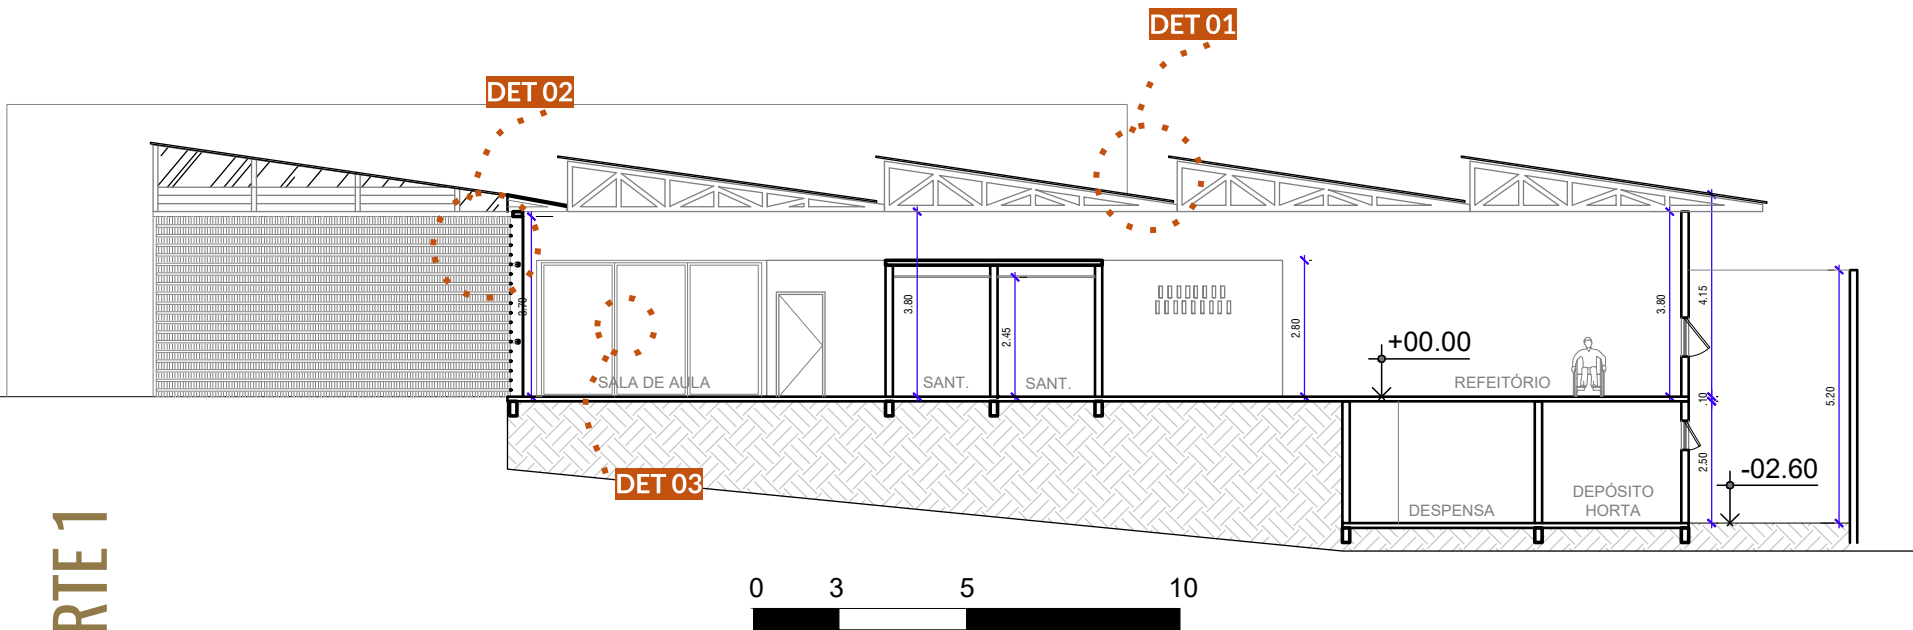 DET 01
DET 02
3.70
3.80
2.45
2.80
3.80
4.15
.10
2.50
5.20
+00.00
SALA DE AULA
SANT.
SANT.
REFEITÓRIO
-02.60
DET 03
DESPENSA
DEPÓSITO
HORTA
RTE 1
0 3 5 10